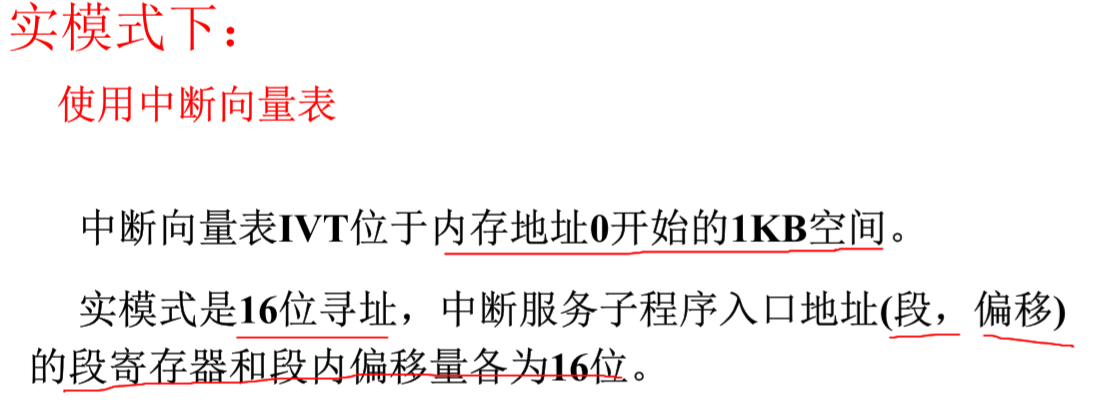 实模式下：
使用中断向量表
中断向量表IVT位于内存地址0开始的1KB空间。
实模式是16位寻址，中断服务子程序入口地址(段，偏移)
的段寄存器和段内偏移量各为16位。